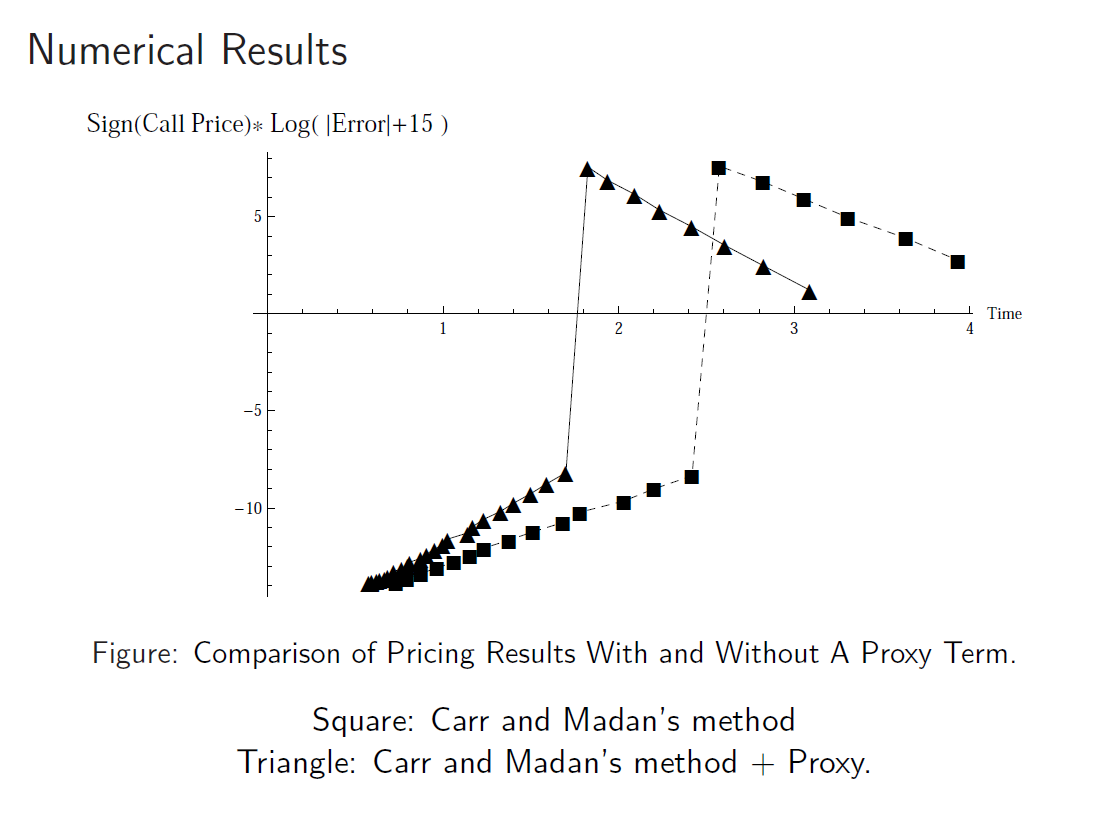 Numerical Results
Sign(Call Price)* Log( |Error|+15 )
5
Time
1 2 3 4
−5
−10
Figure: Comparison of Pricing Results With and Without A Proxy Term.
Square: Carr and Madan's method
Triangle: Carr and Madan's method + Proxy.